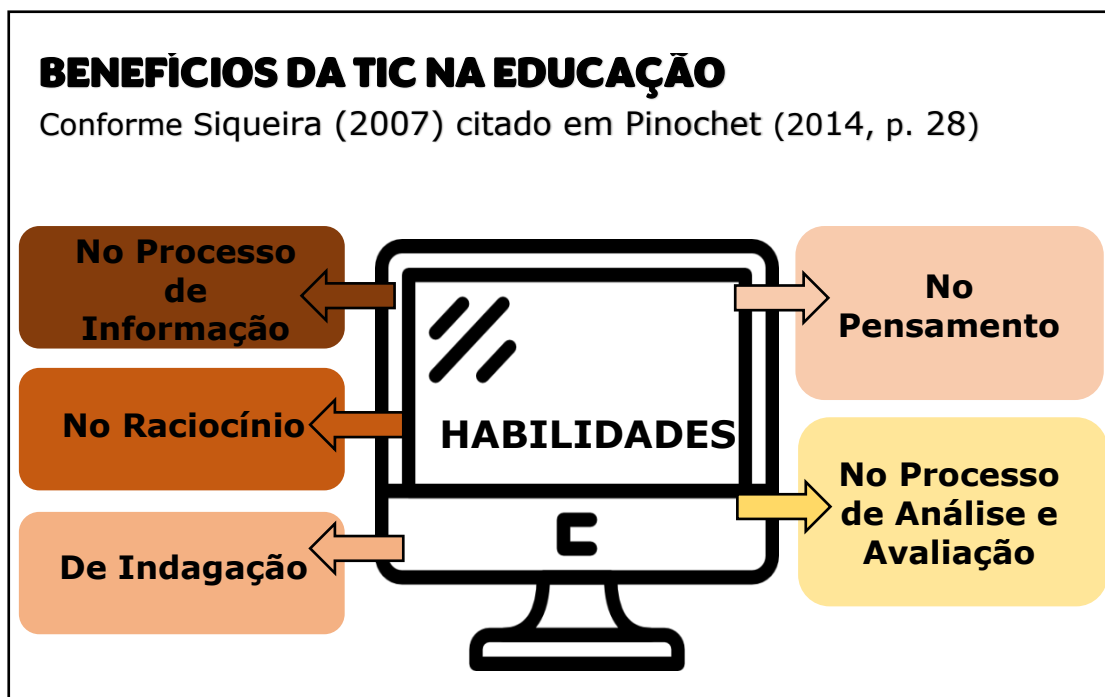 BENEFÍCIOS DA TIC NA EDUCAÇÃO
Conforme Siqueira (2007) citado em Pinochet (2014, p. 28)
No Processo
de
Informação
No Raciocínio
De Indagação
HABILIDADES
No
Pensamento
No Processo
de Análise e
Avaliação